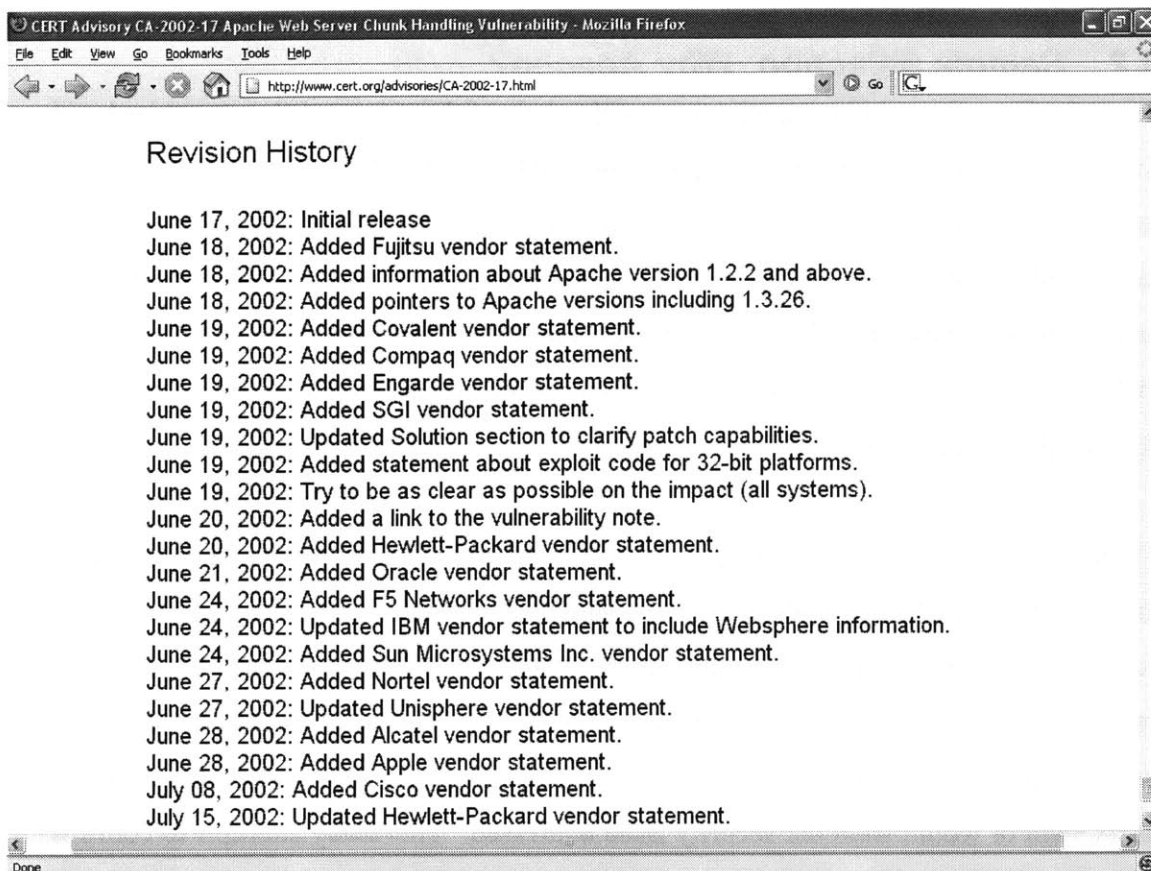 CERT Advisory CA-2002-17 Apache Web Server Chunk Handling Vulnerability - Mozilla Firefox
File Edit View Go Bookmarks Tools Help
http://www.cert.org/advisories/CA-2002-17.html Go G
Revision History
June 17, 2002: Initial release
June 18, 2002: Added Fujitsu vendor statement.
June 18, 2002: Added information about Apache version 1.2.2 and above.
June 18, 2002: Added pointers to Apache versions including 1.3.26.
June 19, 2002: Added Covalent vendor statement.
June 19, 2002: Added Compaq vendor statement.
June 19, 2002: Added Engarde vendor statement.
June 19, 2002: Added SGI vendor statement.
June 19, 2002: Updated Solution section to clarify patch capabilities.
June 19, 2002: Added statement about exploit code for 32-bit platforms.
June 19, 2002: Try to be as clear as possible on the impact (all systems).
June 20, 2002: Added a link to the vulnerability note.
June 20, 2002: Added Hewlett-Packard vendor statement.
June 21, 2002: Added Oracle vendor statement.
June 24, 2002: Added F5 Networks vendor statement.
June 24, 2002: Updated IBM vendor statement to include Websphere information.
June 24, 2002: Added Sun Microsystems Inc. vendor statement.
June 27, 2002: Added Nortel vendor statement.
June 27, 2002: Updated Unisphere vendor statement.
June 28, 2002: Added Alcatel vendor statement.
June 28, 2002: Added Apple vendor statement.
July 08, 2002: Added Cisco vendor statement.
July 15, 2002: Updated Hewlett-Packard vendor statement.
Done